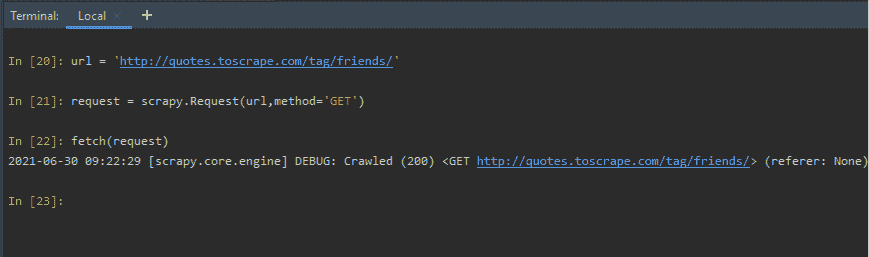 Terminal: Local × +
In [20]: url = 'http://quotes.toscrape.com/tag/friends/'
In [21]: request = scrapy.Request(url,method='GET')
In [22]: fetch(request)
2021-06-30 09:22:29 [scrapy.core.engine] DEBUG: Crawled (200) <GET http://quotes.toscrape.com/tag/friends/> (referer: None)
In [23]: